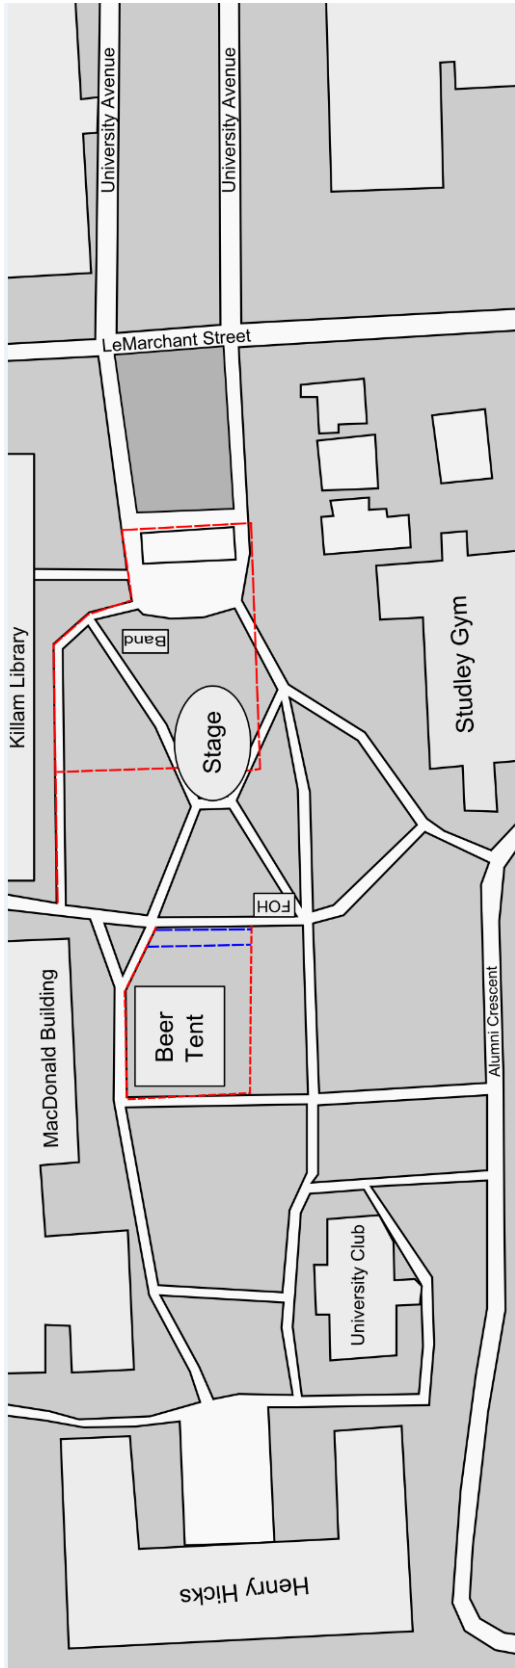 University Avenue
University Avenue
LeMarchant Street
Killam Library
Band
Stage
Studley Gym
FOH
MacDonald Building
Beer
Tent
Alumni Crescent
University Club
Henry Hicks